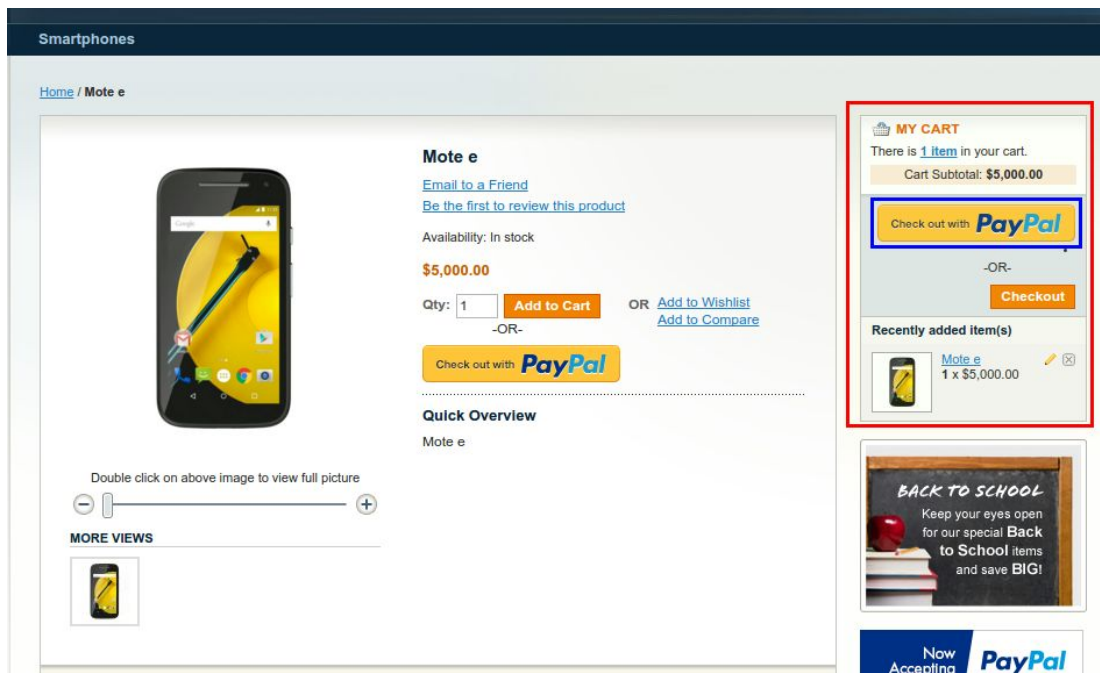 Smartphones
Home / Mote e
Mote e
Email to a Friend
Be the first to review this product
Availability: In stock
$5,000.00
Qty: 1 Add to Cart OR Add to Wishlist
Add to Compare
-OR-
Check out with PayPal
Quick Overview
Mote e
Google
Double click on above image to view full picture
MORE VIEWS
MY CART
There is 1 item in your cart.
Cart Subtotal: $5,000.00
Check out with PayPal
-OR-
Checkout
Recently added item(s)
Mote e
1 x $5,000.00
BACK TO SCHOOL
Keep your eyes open
for our special Back
to School items
and save BIG!
Now
Accepting
PayPal